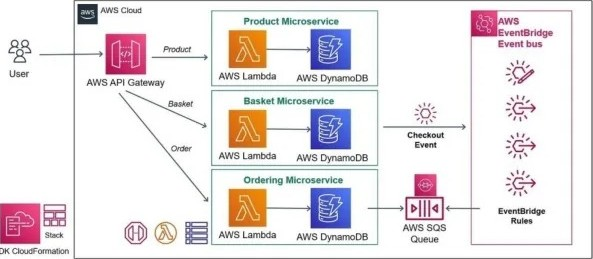 aws
AWS Cloud
User
AWS API Gateway
Product
Basket
Order
Product Microservice
AWS Lambda
AWS DynamoDB
Basket Microservice
AWS Lambda
AWS DynamoDB
Ordering Microservice
AWS Lambda
AWS DynamoDB
Checkout
Event
AWS SQS
Queue
AWS
EventBridge
Event bus
EventBridge
Rules
Stack
DK CloudFormation